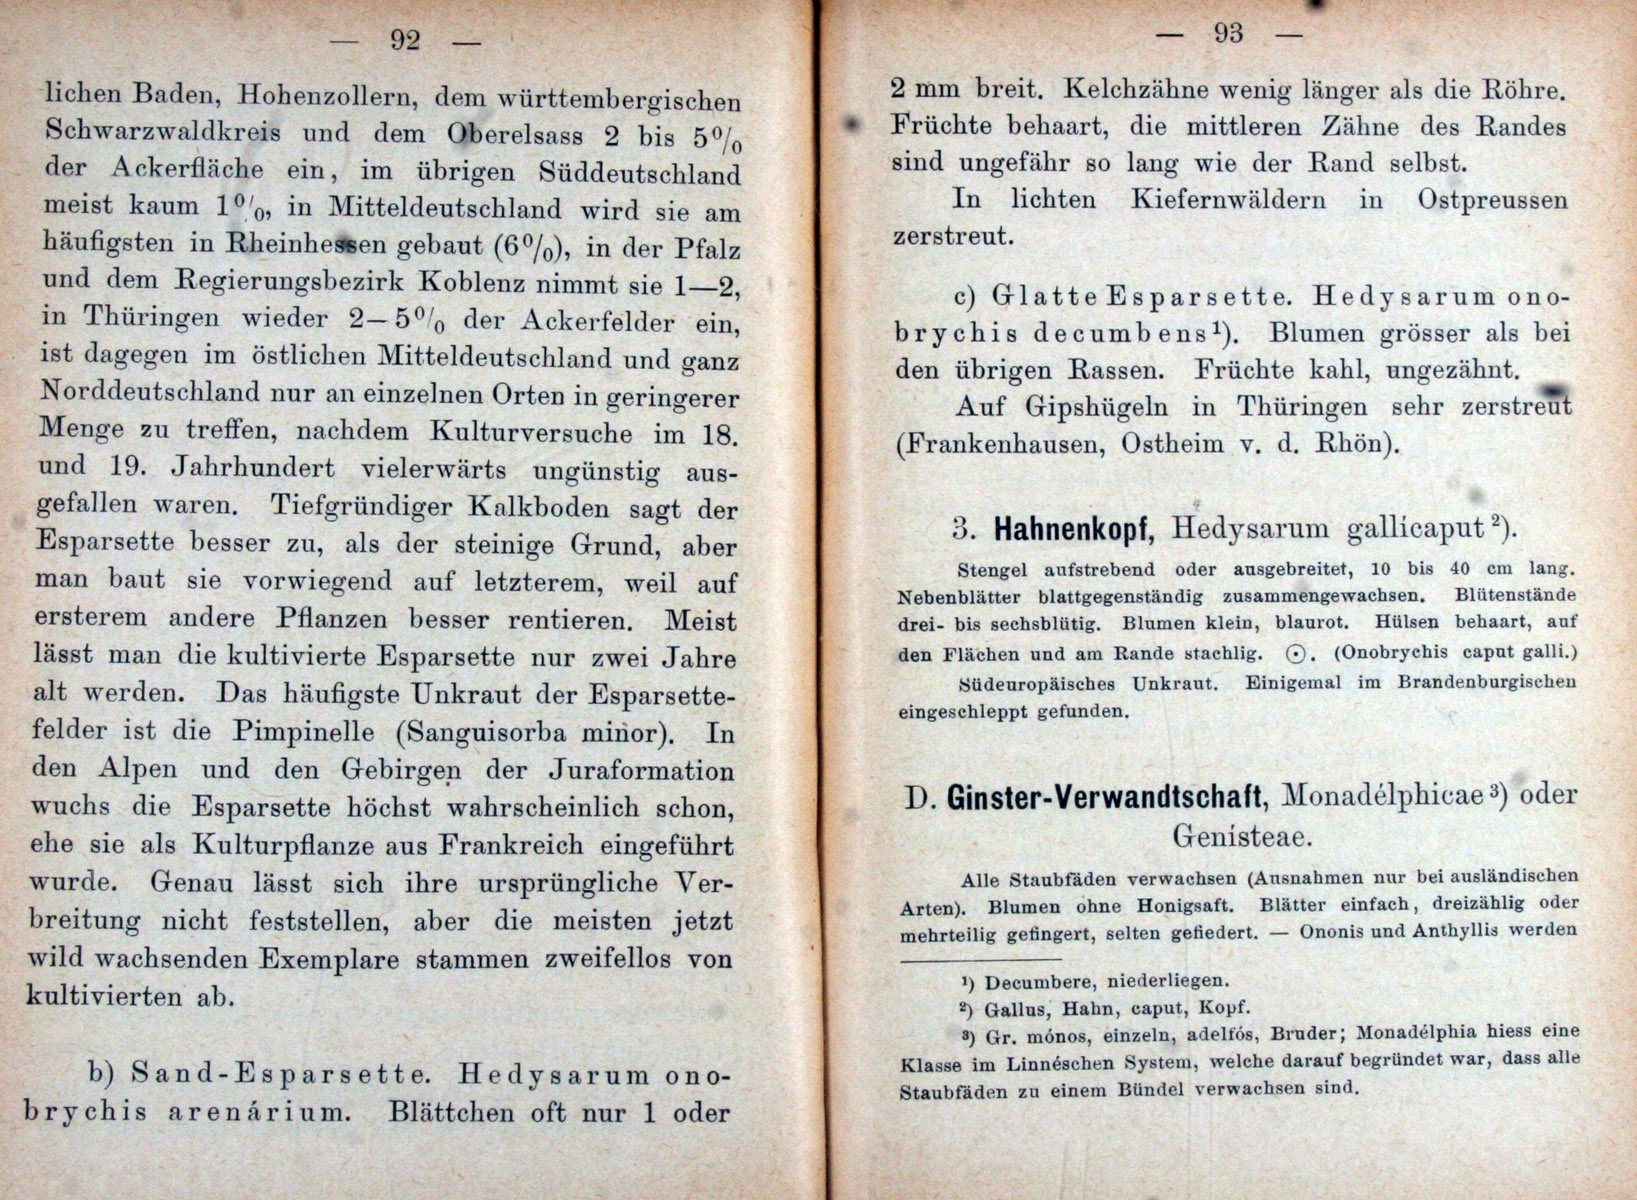 — 92 —
lichen Baden, Hohenzollern, dem württembergischen
Schwarzwaldkreis und dem Oberelsass 2 bis 5%
der Ackerfläche ein, im übrigen Süddeutschland
meist kaum 1%, in Mitteldeutschland wird sie am
häufigsten in Rheinhessen gebaut (6%), in der Pfalz
und dem Regierungsbezirk Koblenz nimmt sie 1—2,
in Thüringen wieder 2—5% der Ackerfelder ein,
ist dagegen im östlichen Mitteldeutschland und ganz
Norddeutschland nur an einzelnen Orten in geringerer
Menge zu treffen, nachdem Kulturversuche im 18.
und 19. Jahrhundert vielerwärts ungünstig aus-
gefallen waren. Tiefgründiger Kalkboden sagt der
Esparsette besser zu, als der steinige Grund, aber
man baut sie vorwiegend auf letzterem, weil auf
ersterem andere Pflanzen besser rentieren. Meist
lässt man die kultivierte Esparsette nur zwei Jahre
alt werden. Das häufigste Unkraut der Esparsette-
felder ist die Pimpinelle (Sanguisorba minor). In
den Alpen und den Gebirgen der Juraformation
wuchs die Esparsette höchst wahrscheinlich schon,
ehe sie als Kulturpflanze aus Frankreich eingeführt
wurde. Genau lässt sich ihre ursprüngliche Ver-
breitung nicht feststellen, aber die meisten jetzt
wild wachsenden Exemplare stammen zweifellos von
kultivierten ab.
b) Sand-Esparsette. Hedysarum ono-
brychis arenárium. Blättchen oft nur 1 oder
— 93 —
2 mm breit. Kelchzähne wenig länger als die Röhre.
Früchte behaart, die mittleren Zähne des Randes
sind ungefähr so lang wie der Rand selbst.
In lichten Kiefernwäldern in Ostpreussen
zerstreut.
c) Glatte Esparsette. Hedysarum ono-
brychis decumbens¹). Blumen grösser als bei
den übrigen Rassen. Früchte kahl, ungezähnt.
Auf Gipshügeln in Thüringen sehr zerstreut
(Frankenhausen, Ostheim v. d. Rhön).
3. Hahnenkopf, Hedysarum gallicaput²).
Stengel aufstrebend oder ausgebreitet, 10 bis 40 cm lang.
Nebenblätter blattgegenständig zusammengewachsen. Blütenstände
drei- bis sechsblütig. Blumen klein, blaurot. Hülsen behaart, auf
den Flächen und am Rande stachlig. ⊙. (Onobrychis caput galli.)
Südeuropäisches Unkraut. Einigemal im Brandenburgischen
eingeschleppt gefunden.
D. Ginster-Verwandtschaft, Monadélphicae³) oder
Genisteae.
Alle Staubfäden verwachsen (Ausnahmen nur bei ausländischen
Arten). Blumen ohne Honigsaft. Blätter einfach, dreizählig oder
mehrteilig gefingert, selten gefiedert. — Ononis und Anthyllis werden
¹) Decumbere, niederliegen.
²) Gallus, Hahn, caput, Kopf.
³) Gr. mónos, einzeln, adelfós, Bruder; Monadélphia hiess eine
Klasse im Linnéschen System, welche darauf begründet war, dass alle
Staubfäden zu einem Bündel verwachsen sind.